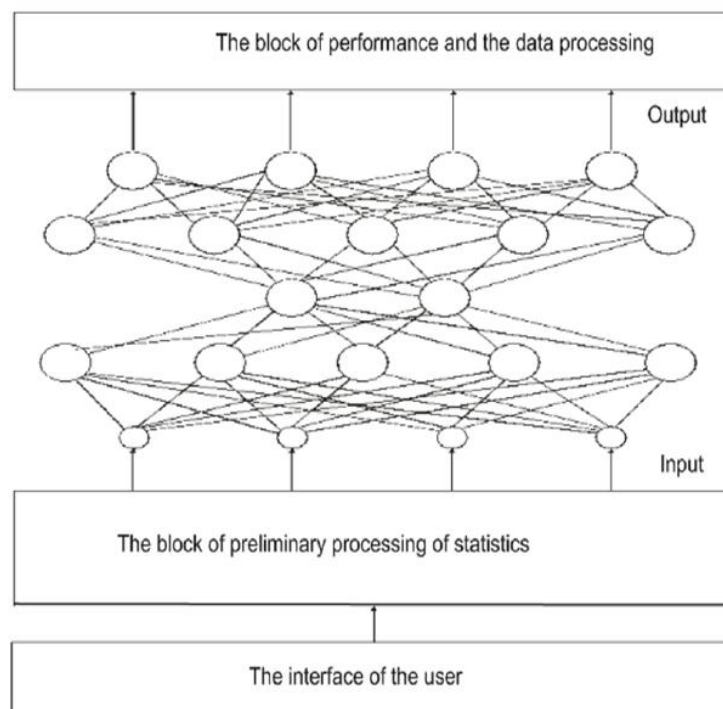 The block of performance and the data processing
Output
Input
The block of preliminary processing of statistics
The interface of the user